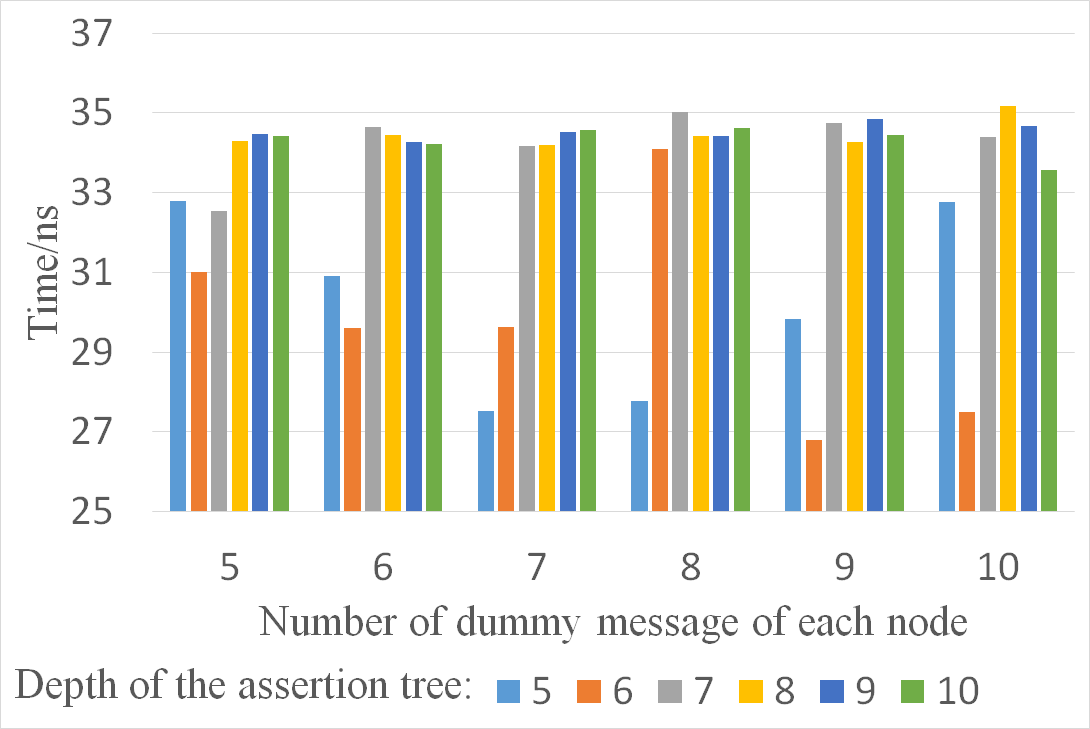 37
35
33
31
29
27
25
Time/ns
5 6 7 8 9 10
Number of dummy message of each node
Depth of the assertion tree: 5 6 7 8 9 10